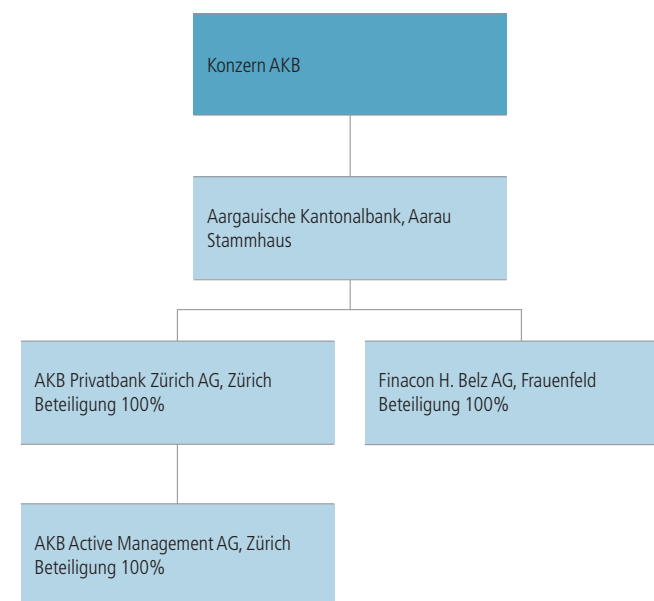 Konzern AKB
Aargauische Kantonalbank, Aarau
Stammhaus
AKB Privatbank Zürich AG, Zürich
Beteiligung 100%
Finacon H. Belz AG, Frauenfeld
Beteiligung 100%
AKB Active Management AG, Zürich
Beteiligung 100%